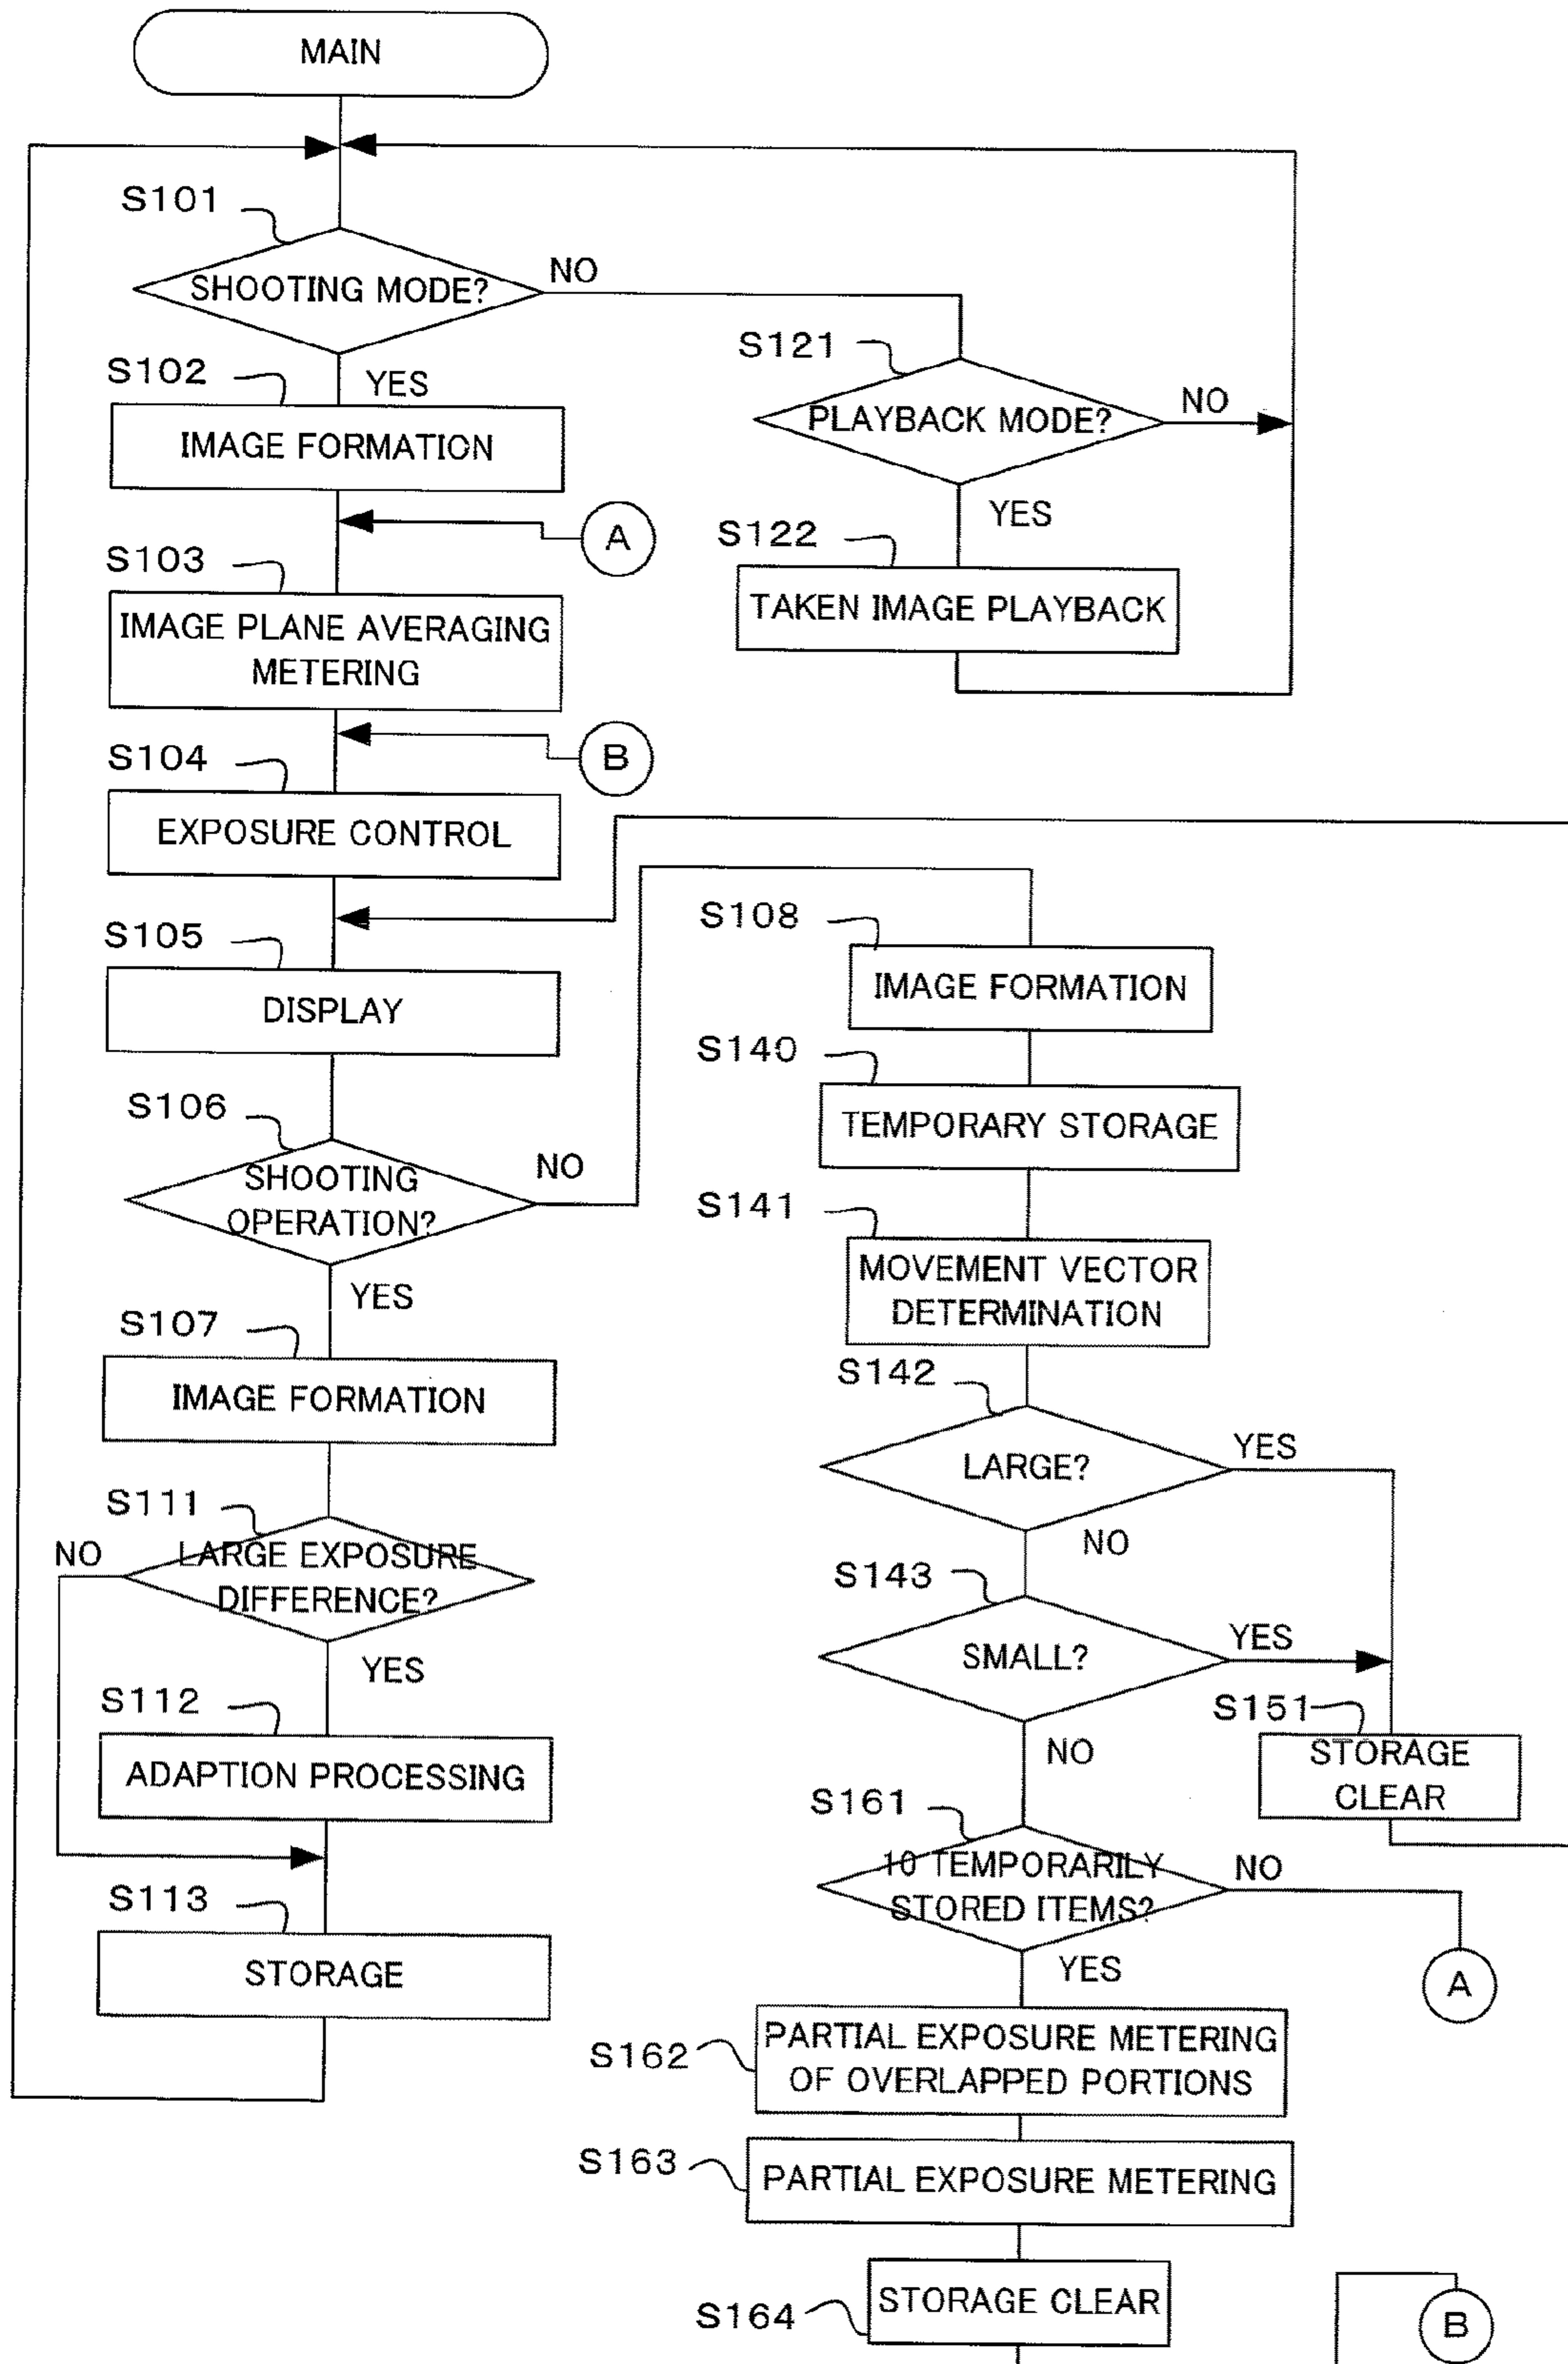 MAIN
S101
SHOOTING MODE?
NO
YES
S121
PLAYBACK MODE?
NO
YES
S122
TAKEN IMAGE PLAYBACK
S102
IMAGE FORMATION
A
S103
IMAGE PLANE AVERAGING
METERING
B
S104
EXPOSURE CONTROL
S105
DISPLAY
S106
SHOOTING
OPERATION?
NO
YES
S107
IMAGE FORMATION
S111
LARGE EXPOSURE
DIFFERENCE?
NO
YES
S112
ADAPTION PROCESSING
S113
STORAGE
S108
IMAGE FORMATION
S140
TEMPORARY STORAGE
S141
MOVEMENT VECTOR
DETERMINATION
S142
LARGE?
YES
NO
S143
SMALL?
YES
NO
S151
STORAGE
CLEAR
S161
10 TEMPORARILY
STORED ITEMS?
NO
YES
A
S162
PARTIAL EXPOSURE METERING
OF OVERLAPPED PORTIONS
S163
PARTIAL EXPOSURE METERING
S164
STORAGE CLEAR
B